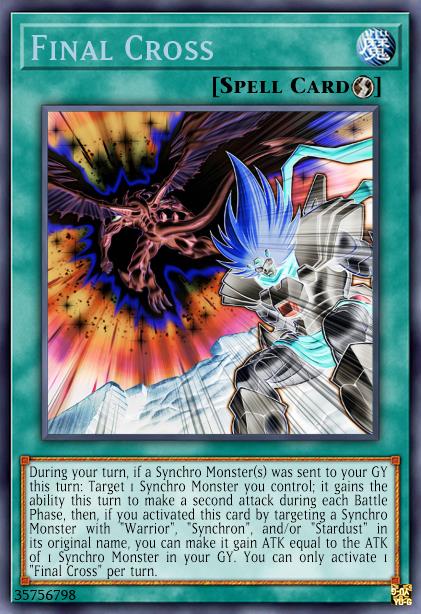 Final Cross
魔
[Spell Card]
During your turn, if a Synchro Monster(s) was sent to your GY
this turn: Target 1 Synchro Monster you control; it gains the
ability this turn to make a second attack during each Battle
Phase, then, if you activated this card by targeting a Synchro
Monster with "Warrior", "Synchron", and/or "Stardust" in
its original name, you can make it gain ATK equal to the ATK
of 1 Synchro Monster in your GY. You can only activate 1
"Final Cross" per turn.
35756798